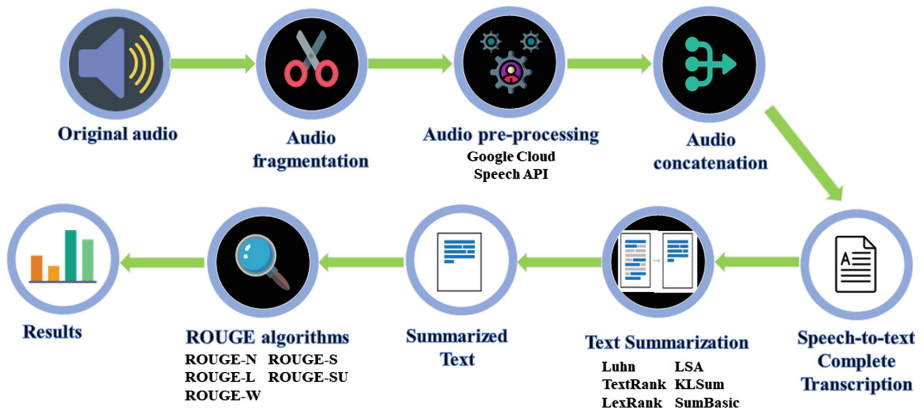 Original audio
Audio
fragmentation
Audio pre-processing
Google Cloud
Speech API
Audio
concatenation
Results
ROUGE algorithms
ROUGE-N ROUGE-S
ROUGE-L ROUGE-SU
ROUGE-W
Summarized
Text
Text Summarization
Luhn LSA
TextRank KLSum
LexRank SumBasic
A
Speech-to-text
Complete
Transcription